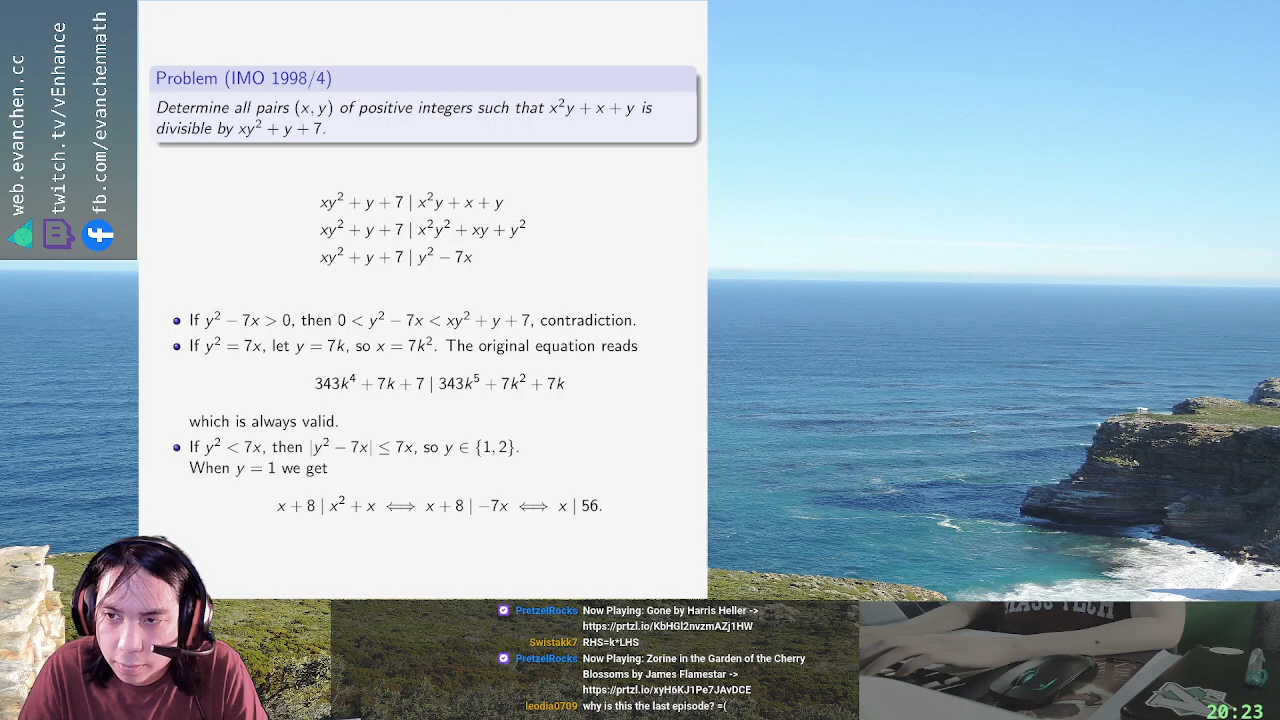 web.evanchen.cc
twitch.tv/vEnhance
fb.com/evanchenmath
Problem (IMO 1998/4)
Determine all pairs (x, y) of positive integers such that x²y + x + y is
divisible by xy² + y + 7.
xy² + y + 7 | x²y + x + y
xy² + y + 7 | x²y² + xy + y²
xy² + y + 7 | y² − 7x
• If y² − 7x > 0, then 0 < y² − 7x < xy² + y + 7, contradiction.
• If y² = 7x, let y = 7k, so x = 7k². The original equation reads
343k⁴ + 7k + 7 | 343k⁵ + 7k² + 7k
which is always valid.
• If y² < 7x, then |y² − 7x| ≤ 7x, so y ∈ {1, 2}.
When y = 1 we get
x + 8 | x² + x ⟺ x + 8 | −7x ⟺ x | 56.
PretzelRocks Now Playing: Gone by Harris Heller ->
https://prtzl.io/KbHGl2nvzmAZj1HW
Swistakk7 RHS=k*LHS
PretzelRocks Now Playing: Zorine in the Garden of the Cherry
Blossoms by James Flamestar ->
https://prtzl.io/xyH6KJ1Pe7JAvDCE
leodia0709 why is this the last episode? =(
MASS TECH
20:23